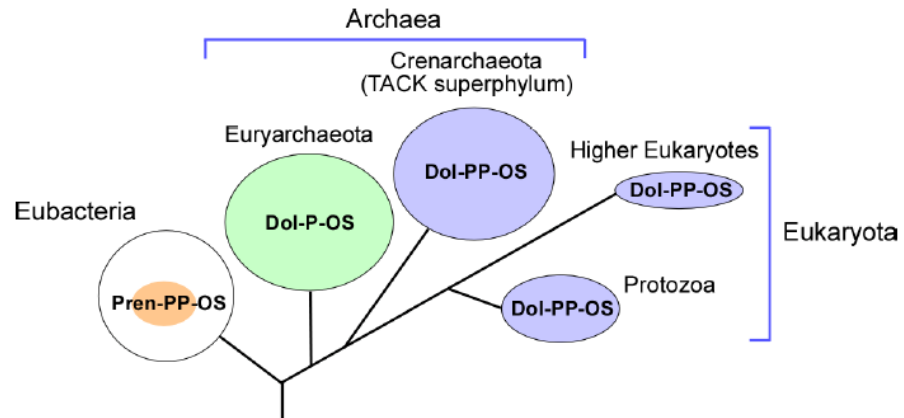 Archaea
Crenarchaeota
(TACK superphylum)
Euryarchaeota
Higher Eukaryotes
Dol-PP-OS
Dol-PP-OS
Eubacteria
Dol-P-OS
Eukaryota
Protozoa
Pren-PP-OS
Dol-PP-OS